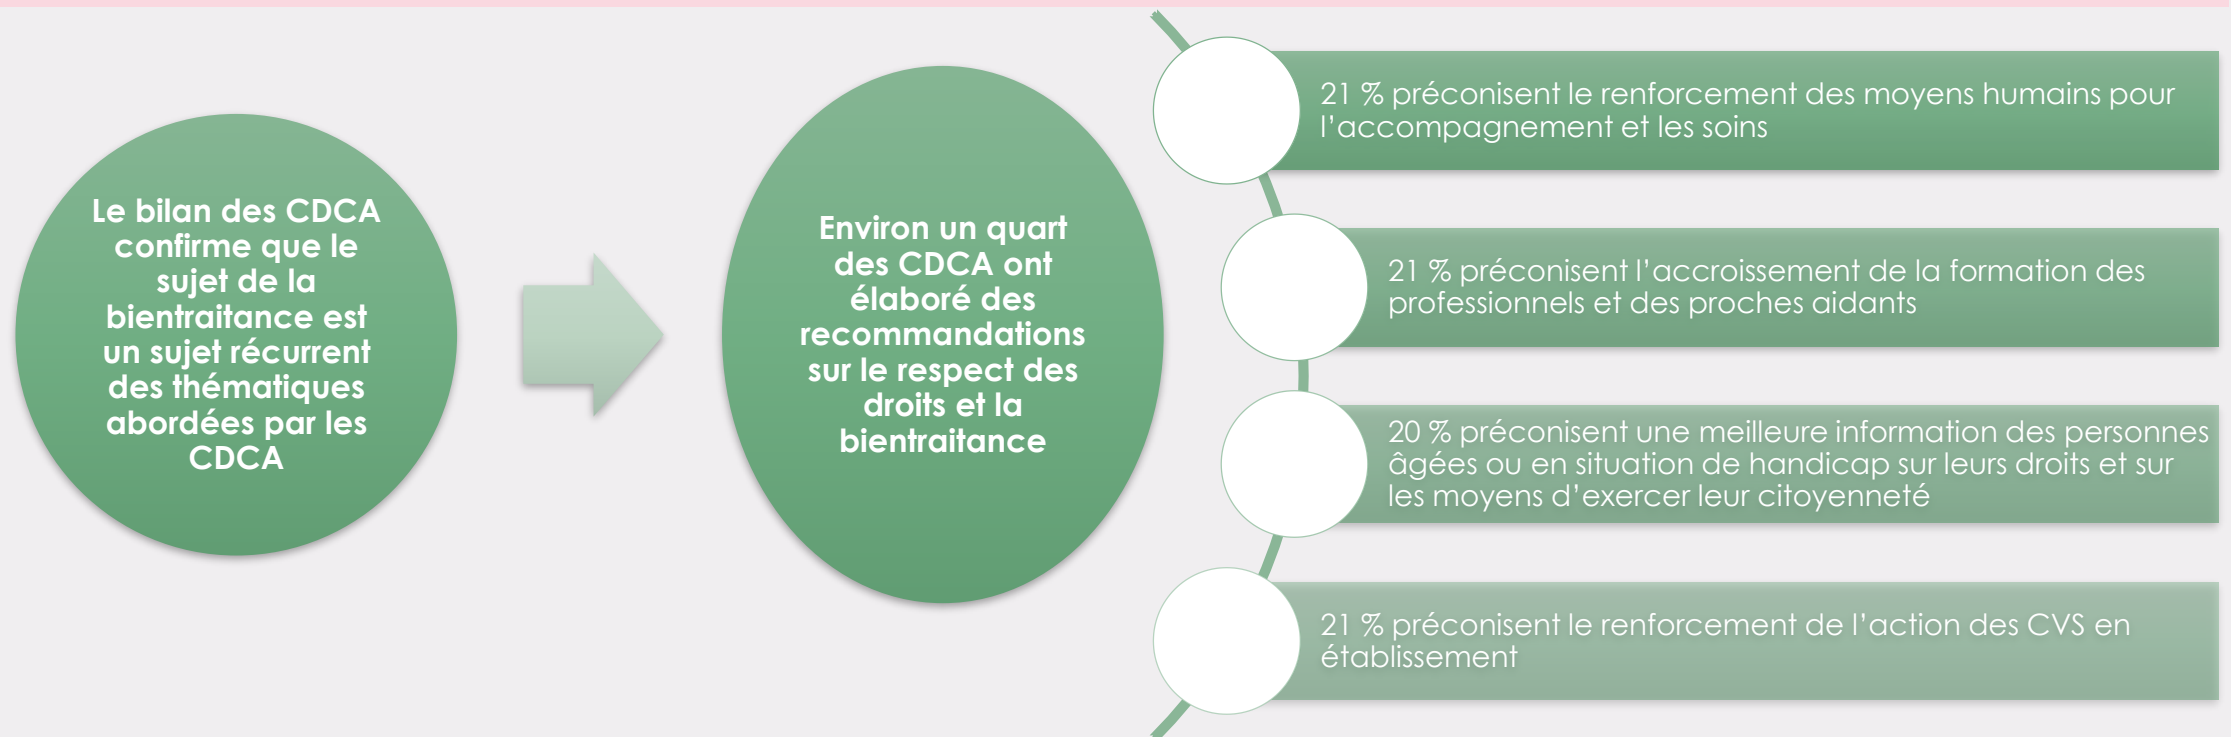 Le bilan des CDCA
confirme que le
sujet de la
bientraitance est
un sujet récurrent
des thématiques
abordées par les
CDCA
Environ un quart
des CDCA ont
élaboré des
recommandations
sur le respect des
droits et la
bientraitance
21 % préconisent le renforcement des moyens humains pour
l’accompagnement et les soins
21 % préconisent l’accroissement de la formation des
professionnels et des proches aidants
20 % préconisent une meilleure information des personnes
âgées ou en situation de handicap sur leurs droits et sur
les moyens d’exercer leur citoyenneté
21 % préconisent le renforcement de l’action des CVS en
établissement